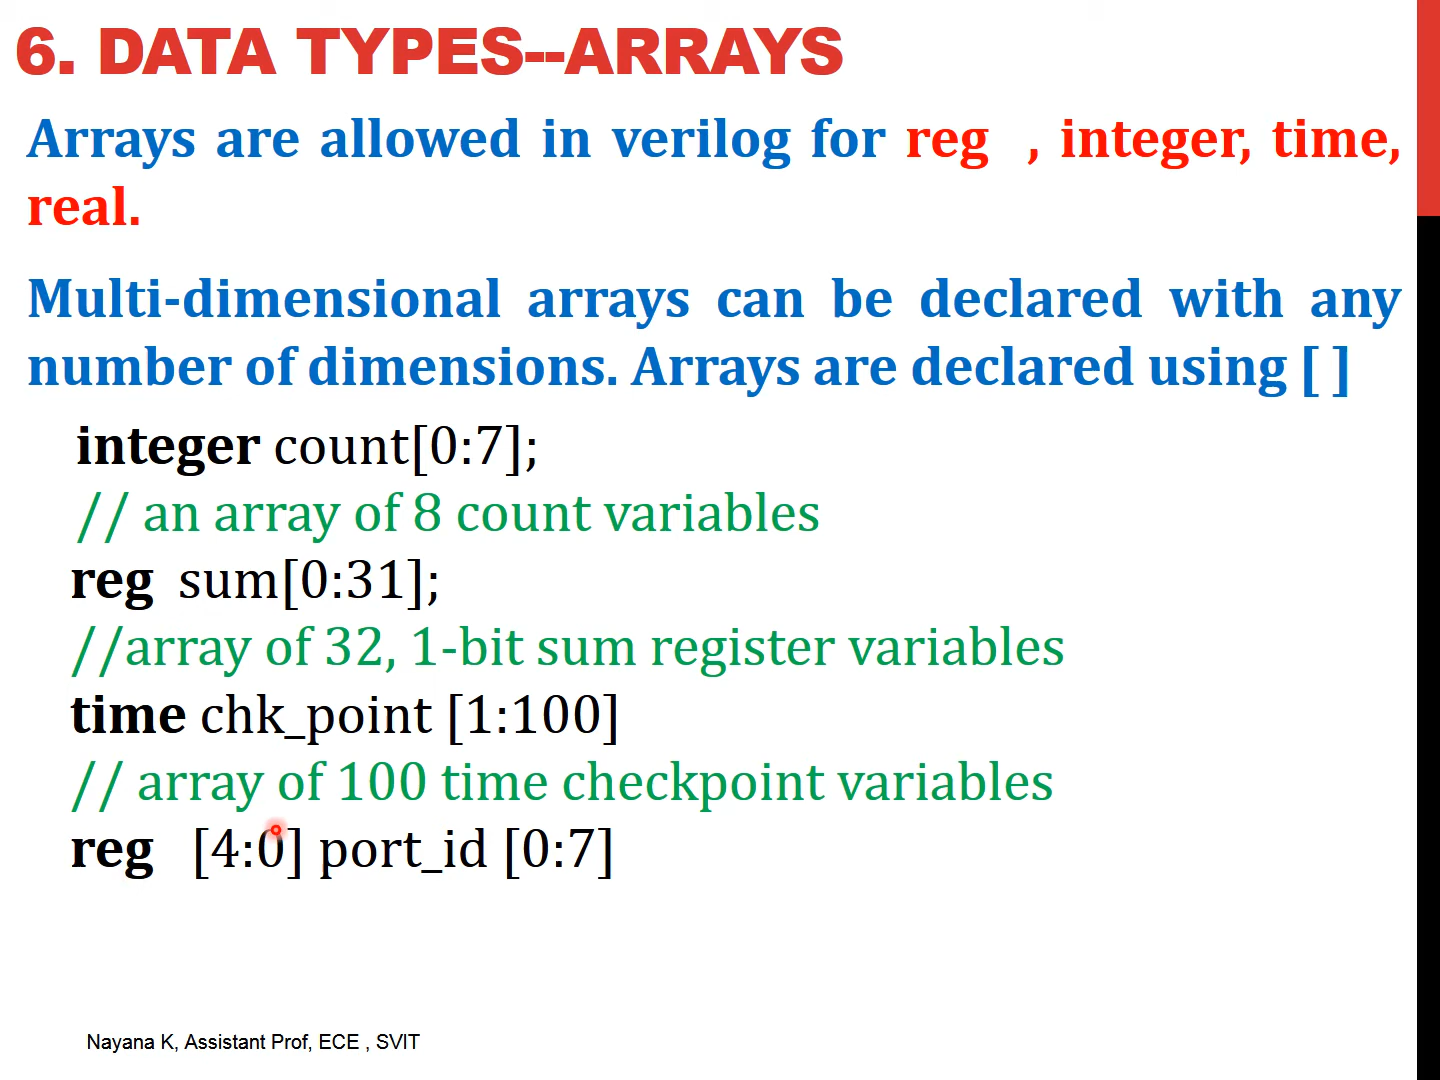 6. DATA TYPES--ARRAYS
Arrays are allowed in verilog for reg , integer, time,
real.
Multi-dimensional arrays can be declared with any
number of dimensions. Arrays are declared using [ ]
integer count[0:7];
// an array of 8 count variables
reg sum[0:31];
//array of 32, 1-bit sum register variables
time chk_point [1:100]
// array of 100 time checkpoint variables
reg [4:0] port_id [0:7]
Nayana K, Assistant Prof, ECE , SVIT